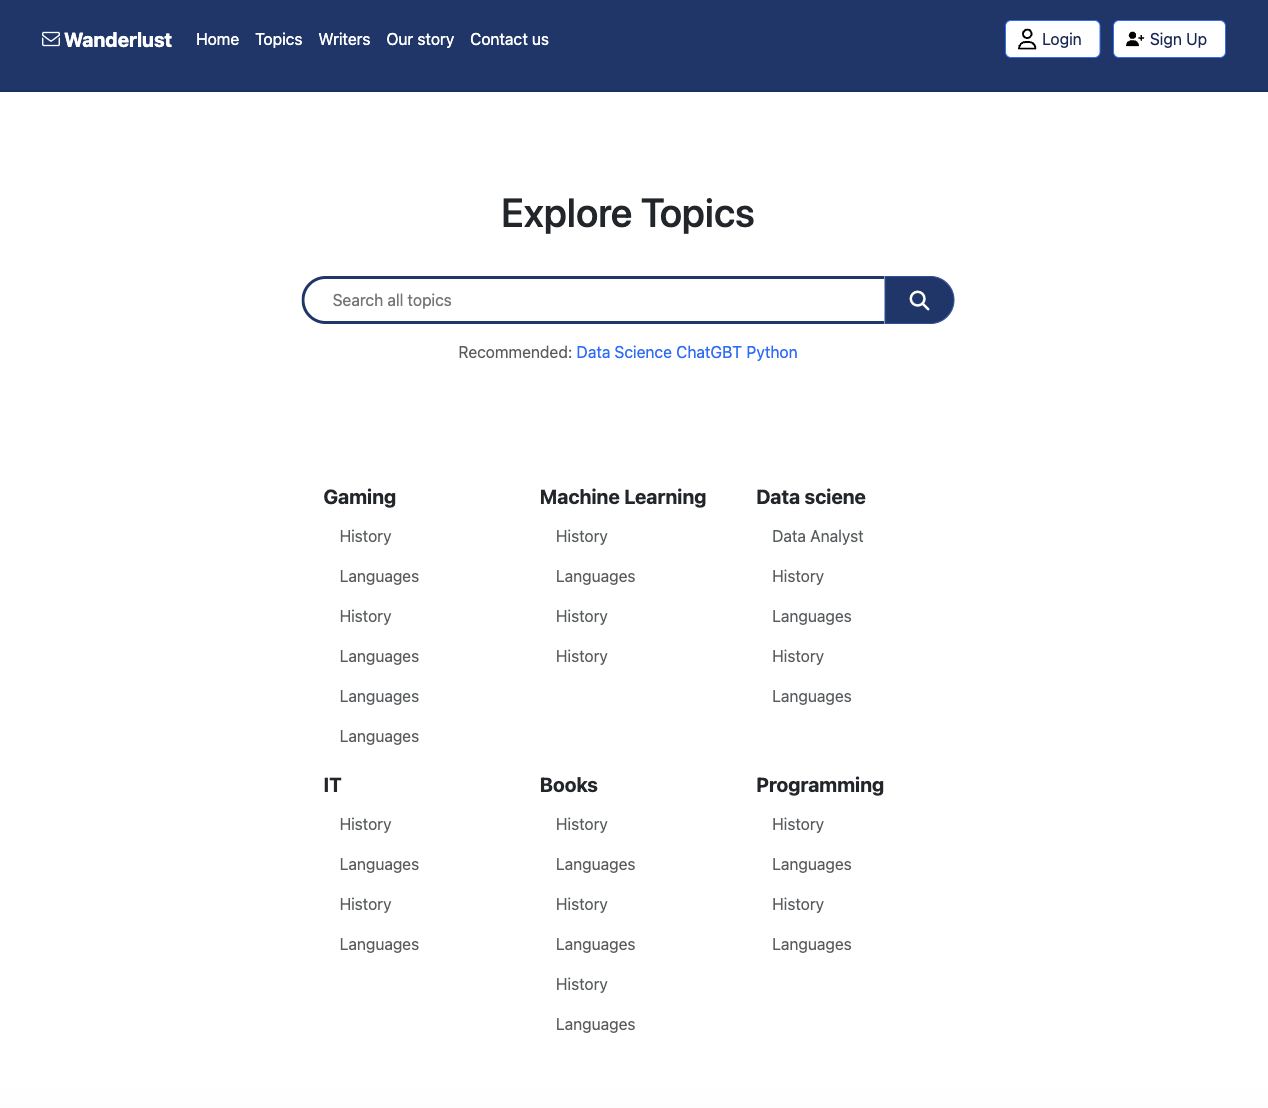 Wanderlust Home Topics Writers Our story Contact us Login Sign Up
Explore Topics
Search all topics
Recommended: Data Science ChatGBT Python
Gaming
History
Languages
History
Languages
Languages
Languages
Machine Learning
History
Languages
History
History
Data sciene
Data Analyst
History
Languages
History
Languages
IT
History
Languages
History
Languages
Books
History
Languages
History
Languages
History
Languages
Programming
History
Languages
History
Languages